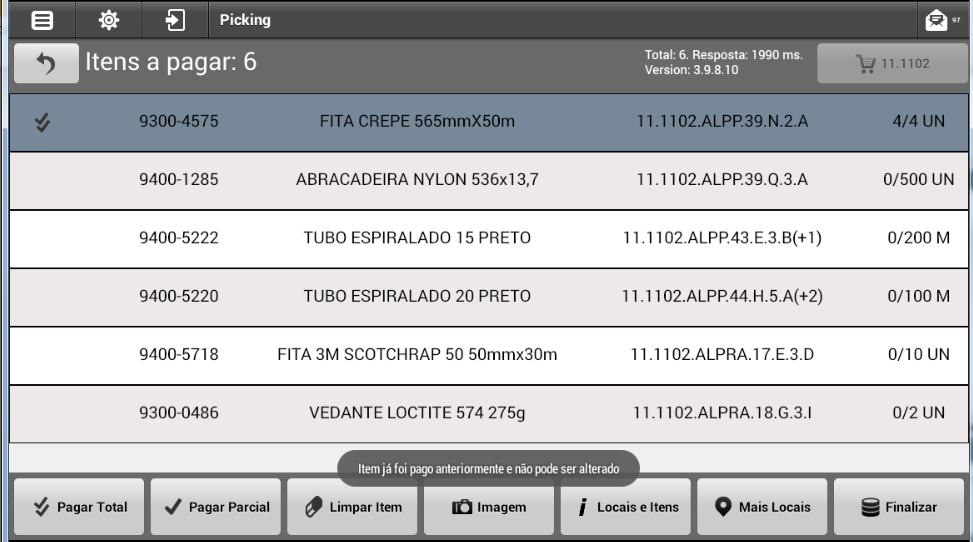 Picking
97
Itens a pagar: 6
Total: 6. Resposta: 1990 ms.
Version: 3.9.8.10
11.1102
9300-4575 FITA CREPE 565mmX50m 11.1102.ALPP.39.N.2.A 4/4 UN
9400-1285 ABRACADEIRA NYLON 536x13,7 11.1102.ALPP.39.Q.3.A 0/500 UN
9400-5222 TUBO ESPIRALADO 15 PRETO 11.1102.ALPP.43.E.3.B(+1) 0/200 M
9400-5220 TUBO ESPIRALADO 20 PRETO 11.1102.ALPP.44.H.5.A(+2) 0/100 M
9400-5718 FITA 3M SCOTCHRAP 50 50mmx30m 11.1102.ALPRA.17.E.3.D 0/10 UN
9300-0486 VEDANTE LOCTITE 574 275g 11.1102.ALPRA.18.G.3.I 0/2 UN
Item já foi pago anteriormente e não pode ser alterado
Pagar Total Pagar Parcial Limpar Item Imagem Locais e Itens Mais Locais Finalizar